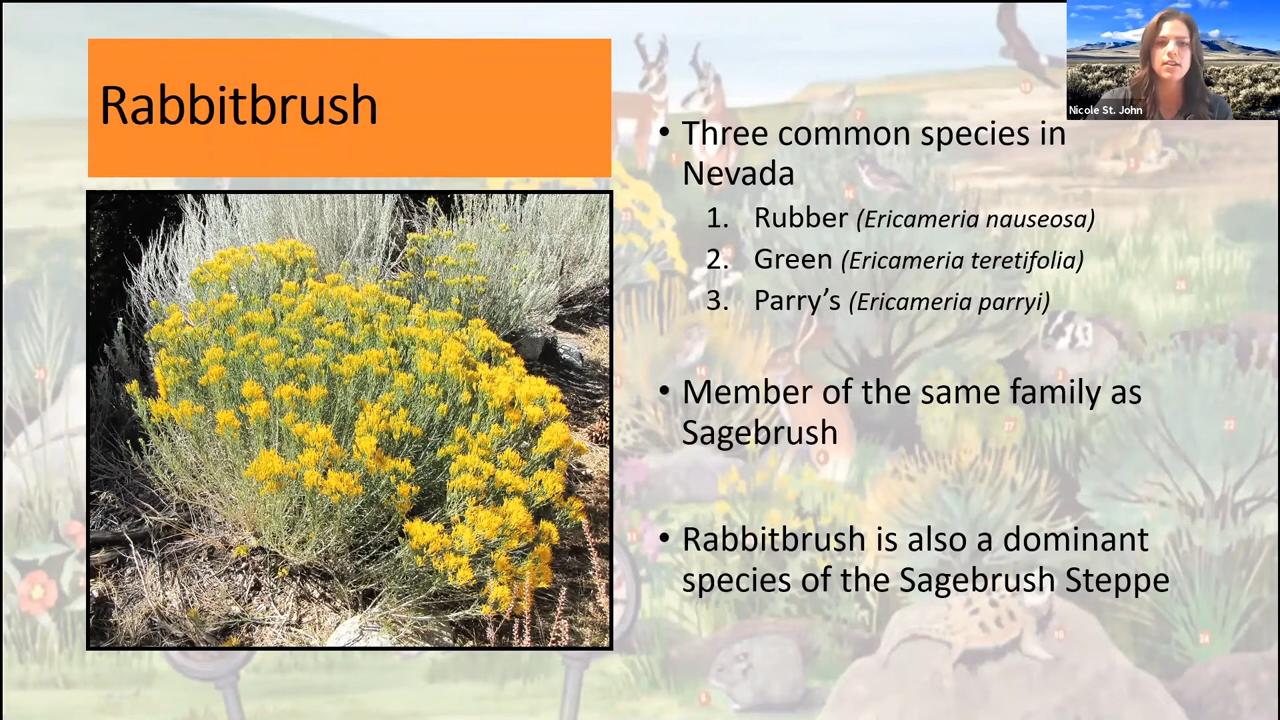 Rabbitbrush
Nicole St. John
• Three common species in
Nevada
1. Rubber (Ericameria nauseosa)
2. Green (Ericameria teretifolia)
3. Parry’s (Ericameria parryi)
• Member of the same family as
Sagebrush
• Rabbitbrush is also a dominant
species of the Sagebrush Steppe